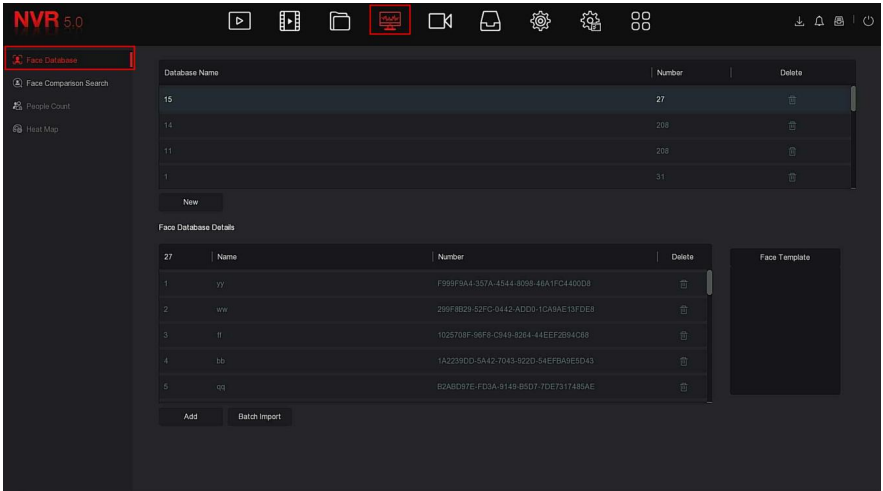 NVR 5.0
Face Database
Face Comparison Search
People Count
Heat Map
Database Name Number Delete
15 27
14 208
11 208
1 31
New
Face Database Details
27 Name Number Delete Face Template
1 yy F999F9A4-357A-4544-8098-46A1FC4400D8
2 ww 299F8B29-52FC-0442-ADD0-1CA9AE13FDE8
3 ff 1025708F-96F8-C949-8264-44EEF2B94C68
4 bb 1A2239DD-5A42-7043-922D-54EFBA9E5D43
5 qq B2A6D97E-FD3A-9149-B5D7-7DE7317485AE
Add Batch Import